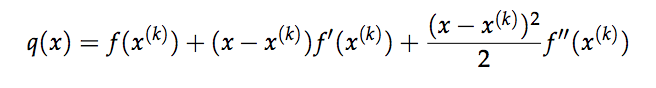 q(x) = f(x^{(k)}) + (x − x^{(k)})f′(x^{(k)}) + \frac{(x − x^{(k)})^2}{2} f″(x^{(k)})